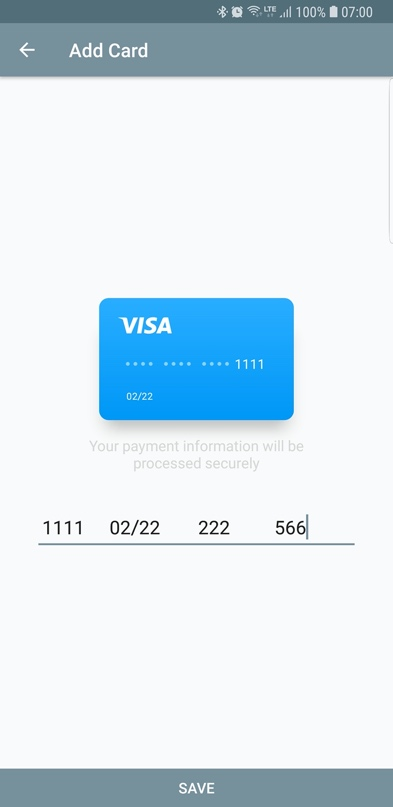 LTE 100% 07:00
Add Card
VISA
•••• •••• •••• 1111
02/22
Your payment information will be
processed securely
1111 02/22 222 566
SAVE